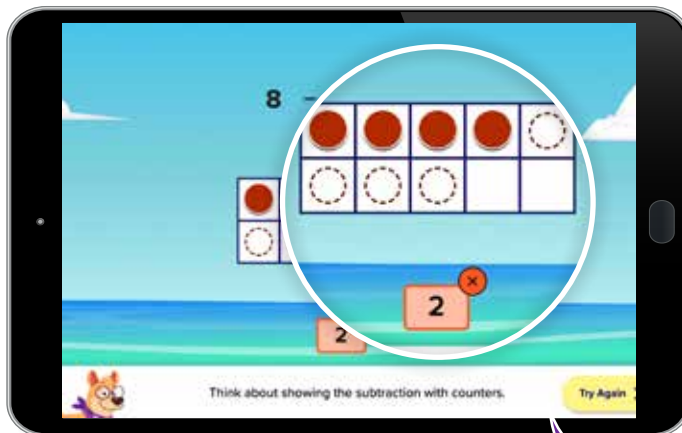 8 –
2
2
Think about showing the subtraction with counters.
Try Again